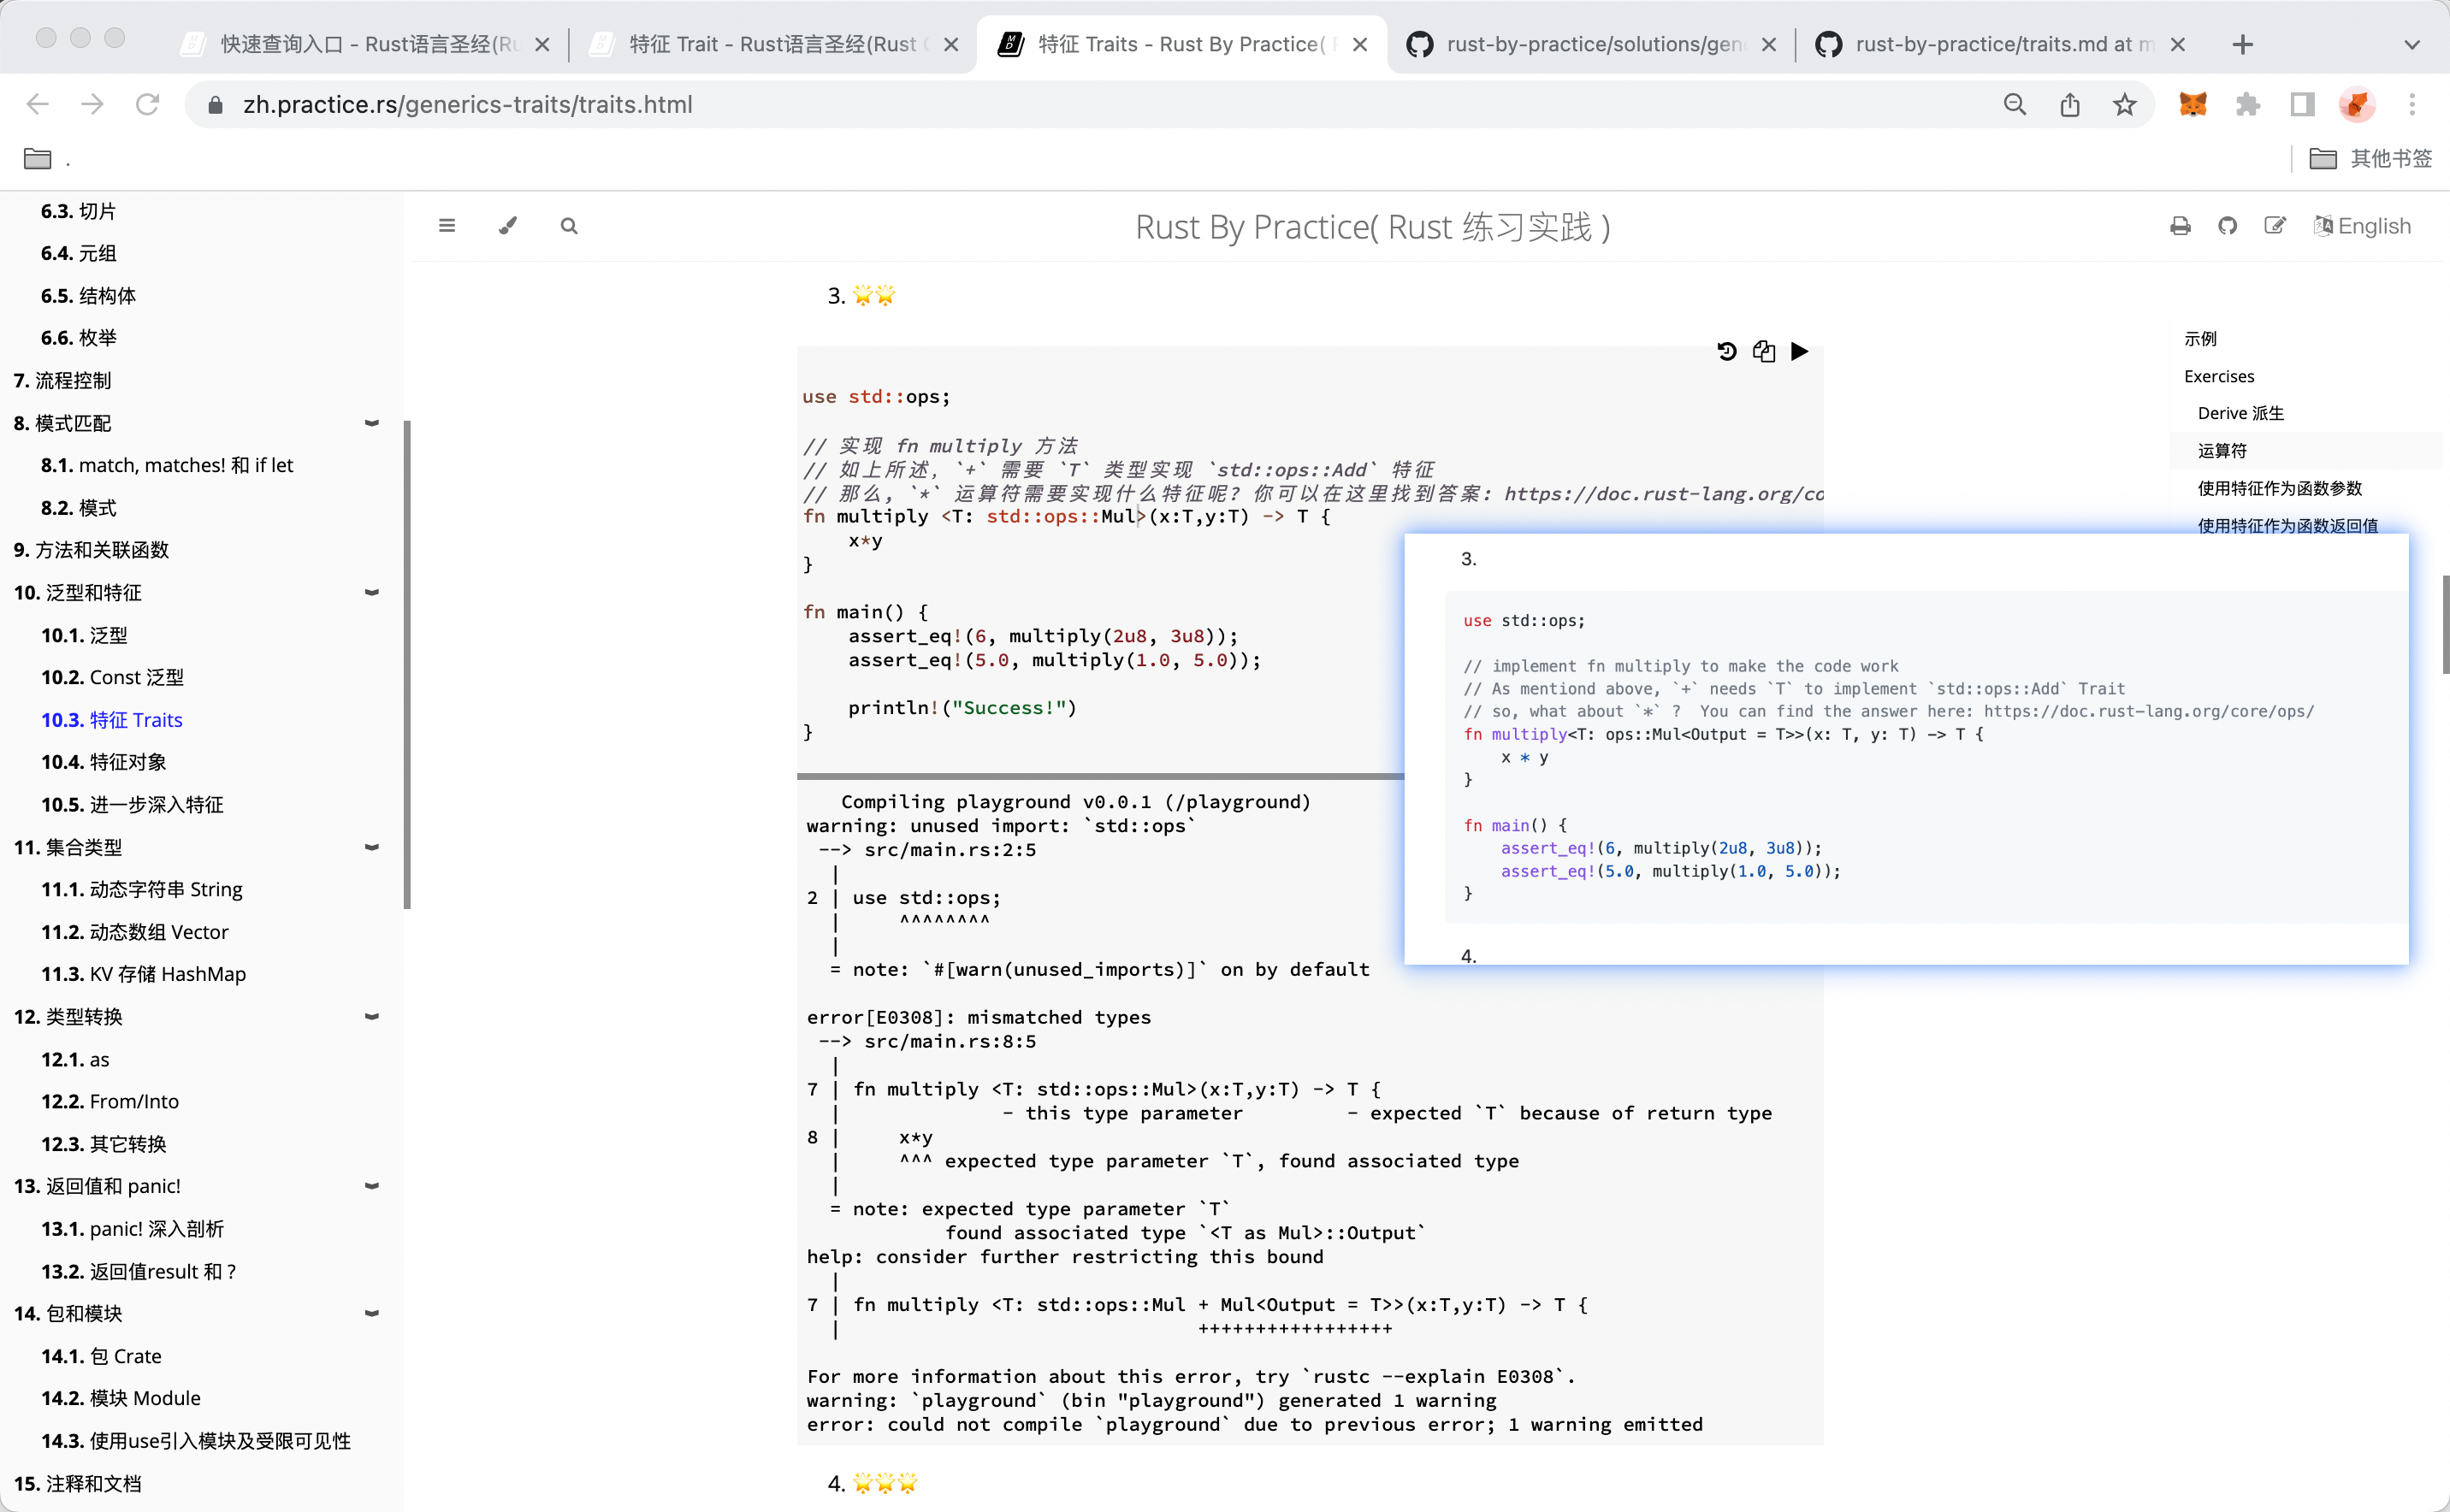 快速查询入口 - Rust语言圣经(Ru
特征 Trait - Rust语言圣经(Rust
特征 Traits - Rust By Practice(
rust-by-practice/solutions/gen
rust-by-practice/traits.md at m
zh.practice.rs/generics-traits/traits.html
.
其他书签
6.3. 切片
6.4. 元组
6.5. 结构体
6.6. 枚举
7. 流程控制
8. 模式匹配
8.1. match, matches! 和 if let
8.2. 模式
9. 方法和关联函数
10. 泛型和特征
10.1. 泛型
10.2. Const 泛型
10.3. 特征 Traits
10.4. 特征对象
10.5. 进一步深入特征
11. 集合类型
11.1. 动态字符串 String
11.2. 动态数组 Vector
11.3. KV 存储 HashMap
12. 类型转换
12.1. as
12.2. From/Into
12.3. 其它转换
13. 返回值和 panic!
13.1. panic! 深入剖析
13.2. 返回值result 和 ?
14. 包和模块
14.1. 包 Crate
14.2. 模块 Module
14.3. 使用use引入模块及受限可见性
15. 注释和文档
Rust By Practice( Rust 练习实践 )
English
3. 🌟🌟
use std::ops;
// 实现 fn multiply 方法
// 如上所述，`+` 需要 `T` 类型实现 `std::ops::Add` 特征
// 那么, `*` 运算符需要实现什么特征呢? 你可以在这里找到答案: https://doc.rust-lang.org/co
fn multiply <T: std::ops::Mul>(x:T,y:T) -> T {
    x*y
}
fn main() {
    assert_eq!(6, multiply(2u8, 3u8));
    assert_eq!(5.0, multiply(1.0, 5.0));
    println!("Success!")
}
   Compiling playground v0.0.1 (/playground)
warning: unused import: `std::ops`
 --> src/main.rs:2:5
  |
2 | use std::ops;
  |     ^^^^^^^^
  |
  = note: `#[warn(unused_imports)]` on by default
error[E0308]: mismatched types
 --> src/main.rs:8:5
  |
7 | fn multiply <T: std::ops::Mul>(x:T,y:T) -> T {
  |              - this type parameter         - expected `T` because of return type
8 |     x*y
  |     ^^^ expected type parameter `T`, found associated type
  |
  = note: expected type parameter `T`
            found associated type `<T as Mul>::Output`
help: consider further restricting this bound
  |
7 | fn multiply <T: std::ops::Mul + Mul<Output = T>>(x:T,y:T) -> T {
  |                               +++++++++++++++++
For more information about this error, try `rustc --explain E0308`.
warning: `playground` (bin "playground") generated 1 warning
error: could not compile `playground` due to previous error; 1 warning emitted
4. 🌟🌟🌟
示例
Exercises
Derive 派生
运算符
使用特征作为函数参数
使用特征作为函数返回值
3.
use std::ops;
// implement fn multiply to make the code work
// As mentiond above, `+` needs `T` to implement `std::ops::Add` Trait
// so, what about `*` ?  You can find the answer here: https://doc.rust-lang.org/core/ops/
fn multiply<T: ops::Mul<Output = T>>(x: T, y: T) -> T {
    x * y
}
fn main() {
    assert_eq!(6, multiply(2u8, 3u8));
    assert_eq!(5.0, multiply(1.0, 5.0));
}
4.